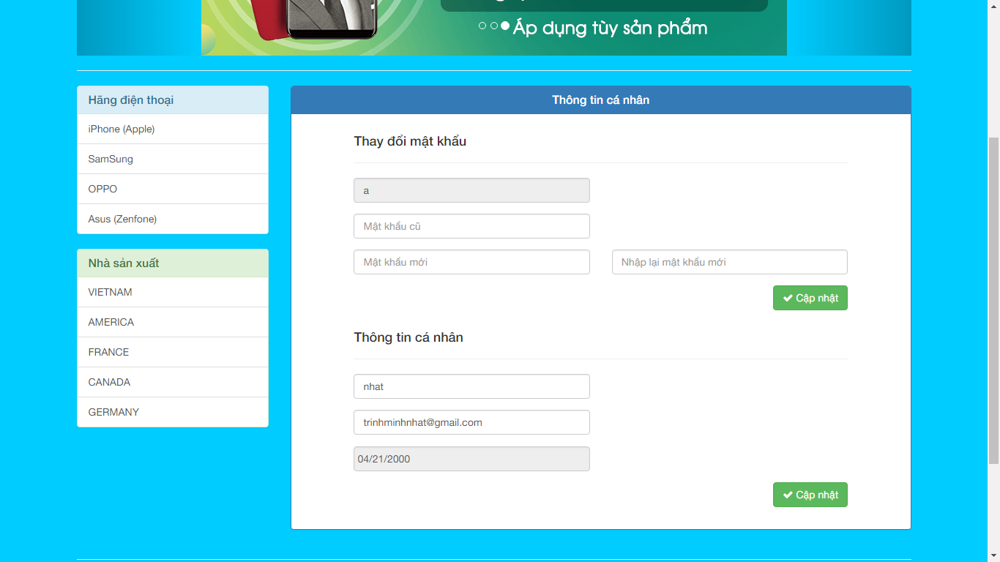 Áp dụng tùy sản phẩm
Hãng điện thoại
iPhone (Apple)
SamSung
OPPO
Asus (Zenfone)
Nhà sản xuất
VIETNAM
AMERICA
FRANCE
CANADA
GERMANY
Thông tin cá nhân
Thay đổi mật khẩu
a
Mật khẩu cũ
Mật khẩu mới Nhập lại mật khẩu mới
Cập nhật
Thông tin cá nhân
nhat
trinhminhnhat@gmail.com
04/21/2000
Cập nhật